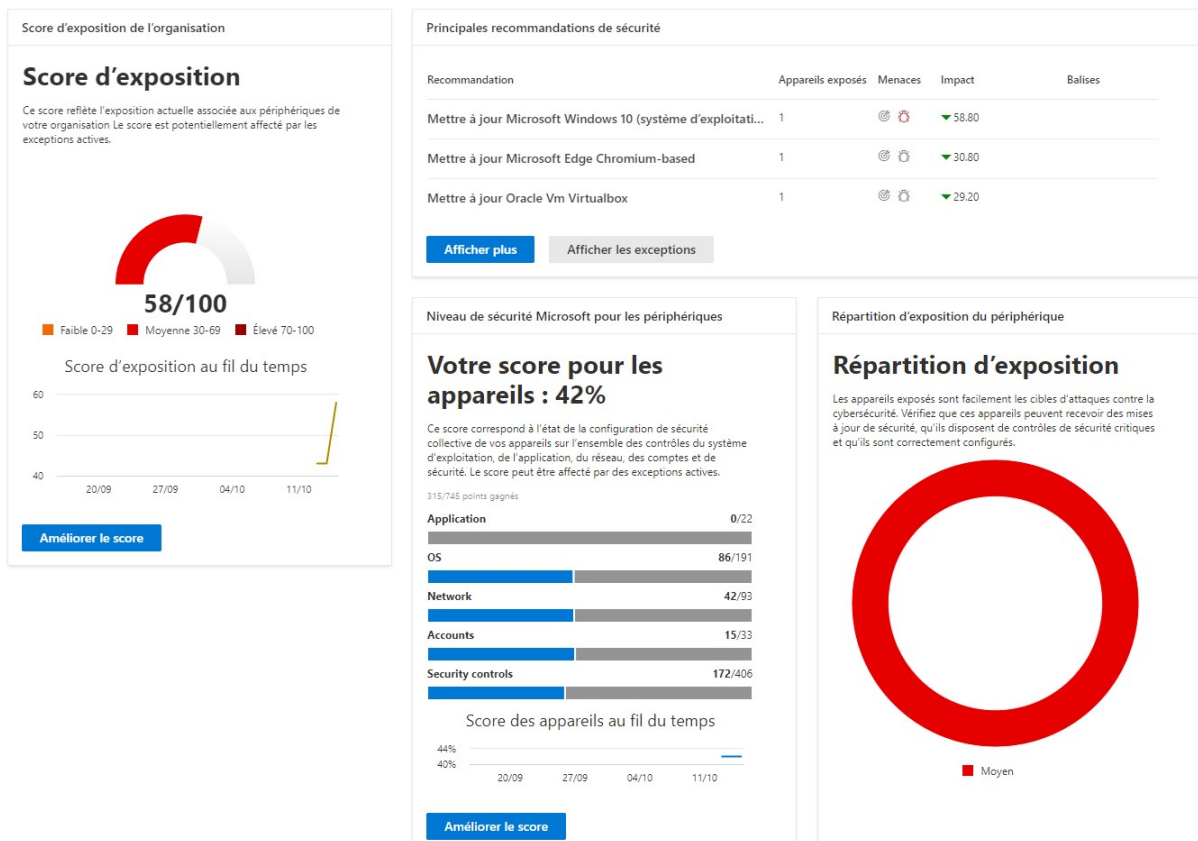 Score d'exposition de l'organisation
Score d'exposition
Ce score reflète l'exposition actuelle associée aux périphériques de
votre organisation Le score est potentiellement affecté par les
exceptions actives.
58/100
Faible 0-29 Moyenne 30-69 Élevé 70-100
Score d'exposition au fil du temps
60
50
40
20/09 27/09 04/10 11/10
Améliorer le score
Principales recommandations de sécurité
Recommandation Appareils exposés Menaces Impact Balises
Mettre à jour Microsoft Windows 10 (système d'exploitati... 1 58.80
Mettre à jour Microsoft Edge Chromium-based 1 30.80
Mettre à jour Oracle Vm Virtualbox 1 29.20
Afficher plus Afficher les exceptions
Niveau de sécurité Microsoft pour les périphériques
Votre score pour les
appareils : 42%
Ce score correspond à l'état de la configuration de sécurité
collective de vos appareils sur l'ensemble des contrôles du système
d'exploitation, de l'application, du réseau, des comptes et de
sécurité. Le score peut être affecté par des exceptions actives.
315/745 points gagnés
Application 0/22
OS 86/191
Network 42/93
Accounts 15/33
Security controls 172/406
Score des appareils au fil du temps
44%
40%
20/09 27/09 04/10 11/10
Améliorer le score
Répartition d'exposition du périphérique
Répartition d'exposition
Les appareils exposés sont facilement les cibles d'attaques contre la
cybersécurité. Vérifiez que ces appareils peuvent recevoir des mises
à jour de sécurité, qu'ils disposent de contrôles de sécurité critiques
et qu'ils sont correctement configurés.
Moyen